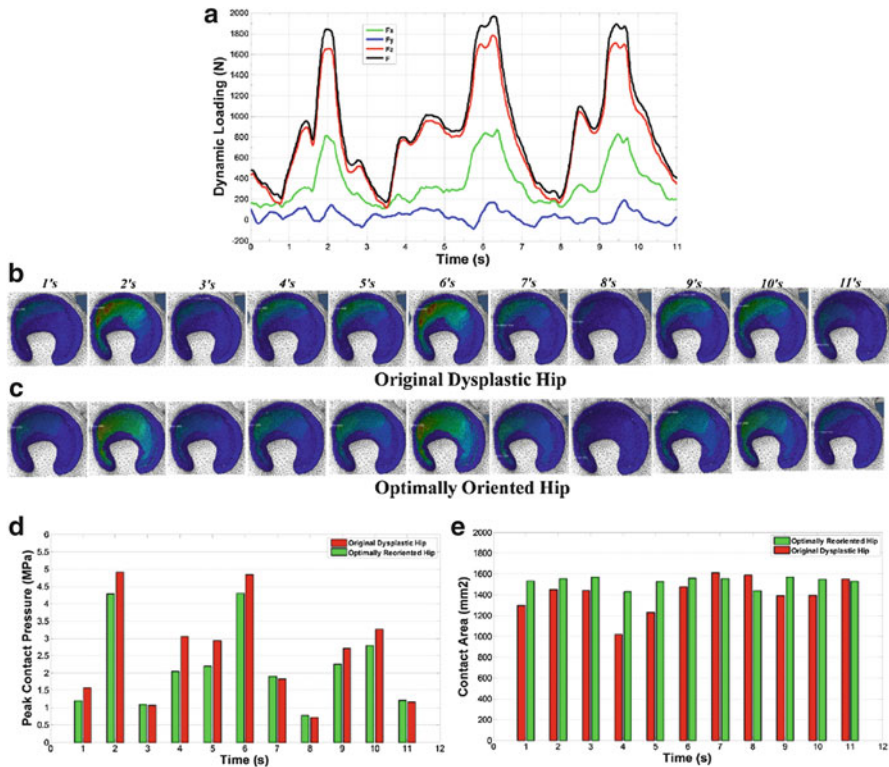 a
2000
1800
1600
1400
1200
1000
800
600
400
200
0
-200
Dynamic Loading (N)
Fx
Fy
Fz
F
0 1 2 3 4 5 6 7 8 9 10 11
Time (s)
b
1's 2's 3's 4's 5's 6's 7's 8's 9's 10's 11's
Original Dysplastic Hip
c
Optimally Oriented Hip
d
6
5.5
5
4.5
4
3.5
3
2.5
2
1.5
1
0.5
0
Peak Contact Pressure (MPa)
Original Dysplastic Hip
Optimally Reoriented Hip
0 1 2 3 4 5 6 7 8 9 10 11 12
Time (s)
e
2000
1800
1600
1400
1200
1000
800
600
400
200
0
Contact Area (mm2)
Optimally Reoriented Hip
Original Dysplastic Hip
0 1 2 3 4 5 6 7 8 9 10 11 12
Time (s)